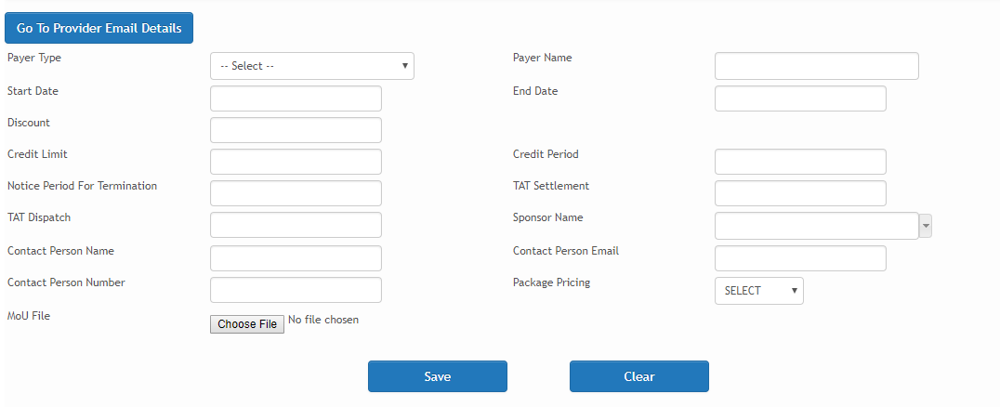 Go To Provider Email Details
Payer Type
-- Select --
Payer Name
Start Date
End Date
Discount
Credit Limit
Credit Period
Notice Period For Termination
TAT Settlement
TAT Dispatch
Sponsor Name
Contact Person Name
Contact Person Email
Contact Person Number
Package Pricing
SELECT
MoU File
Choose File No file chosen
Save
Clear